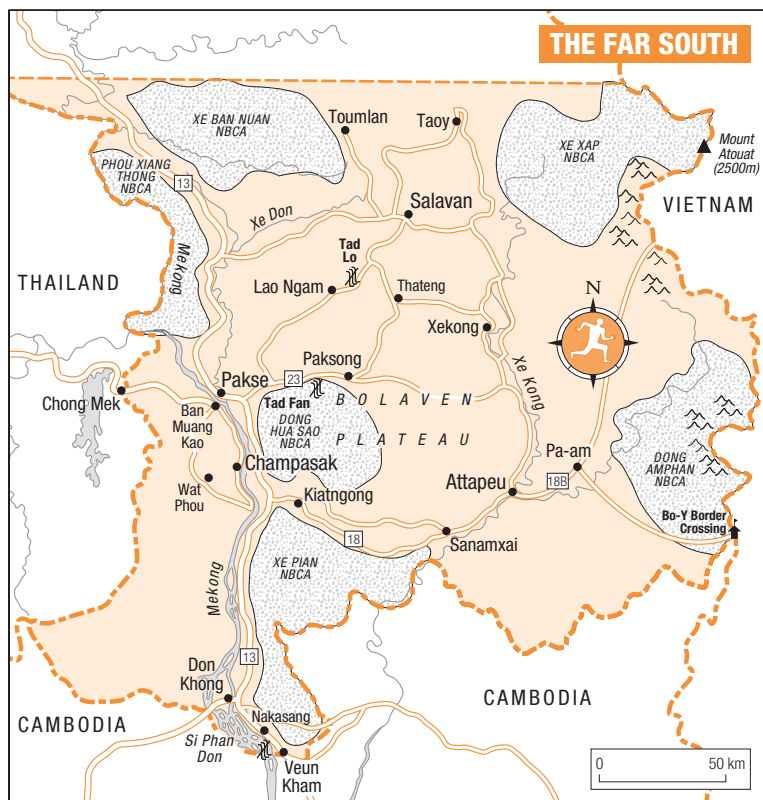 THE FAR SOUTH
XE BAN NUAN
NBCA
Toumlan
Taoy
XE XAP
NBCA
Mount
Atouat
(2500m)
PHOU XIANG
THONG NBCA
13
VIETNAM
Xe Don
Salavan
Mekong
THAILAND
Tad
Lo
Lao Ngam
Thateng
N
Xekong
Xe Kong
Paksong
23
Pakse
Chong Mek
Tad Fan
BOLAVEN
PLATEAU
Ban
Muang
Kao
DONG
HUA SAO
NBCA
Champasak
Pa-am
DONG
AMPHAN
NBCA
Wat
Phou
Kiatngong
Attapeu
18B
Bo-Y Border
Crossing
18
Sanamxai
XE PIAN
NBCA
Mekong
13
Don
Khong
CAMBODIA
CAMBODIA
Nakasang
Si Phan
Don
Veun
Kham
0 50 km